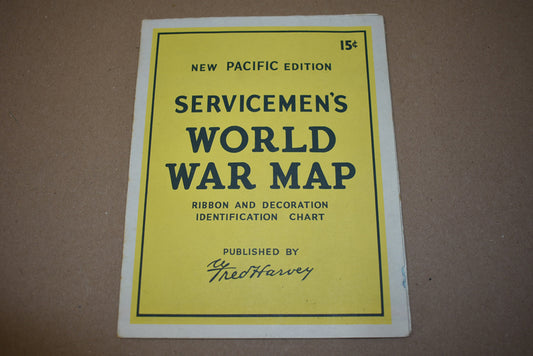 15¢
NEW PACIFIC EDITION
SERVICEMEN'S
WORLD
WAR MAP
RIBBON AND DECORATION
IDENTIFICATION CHART
PUBLISHED BY
Fred Harvey